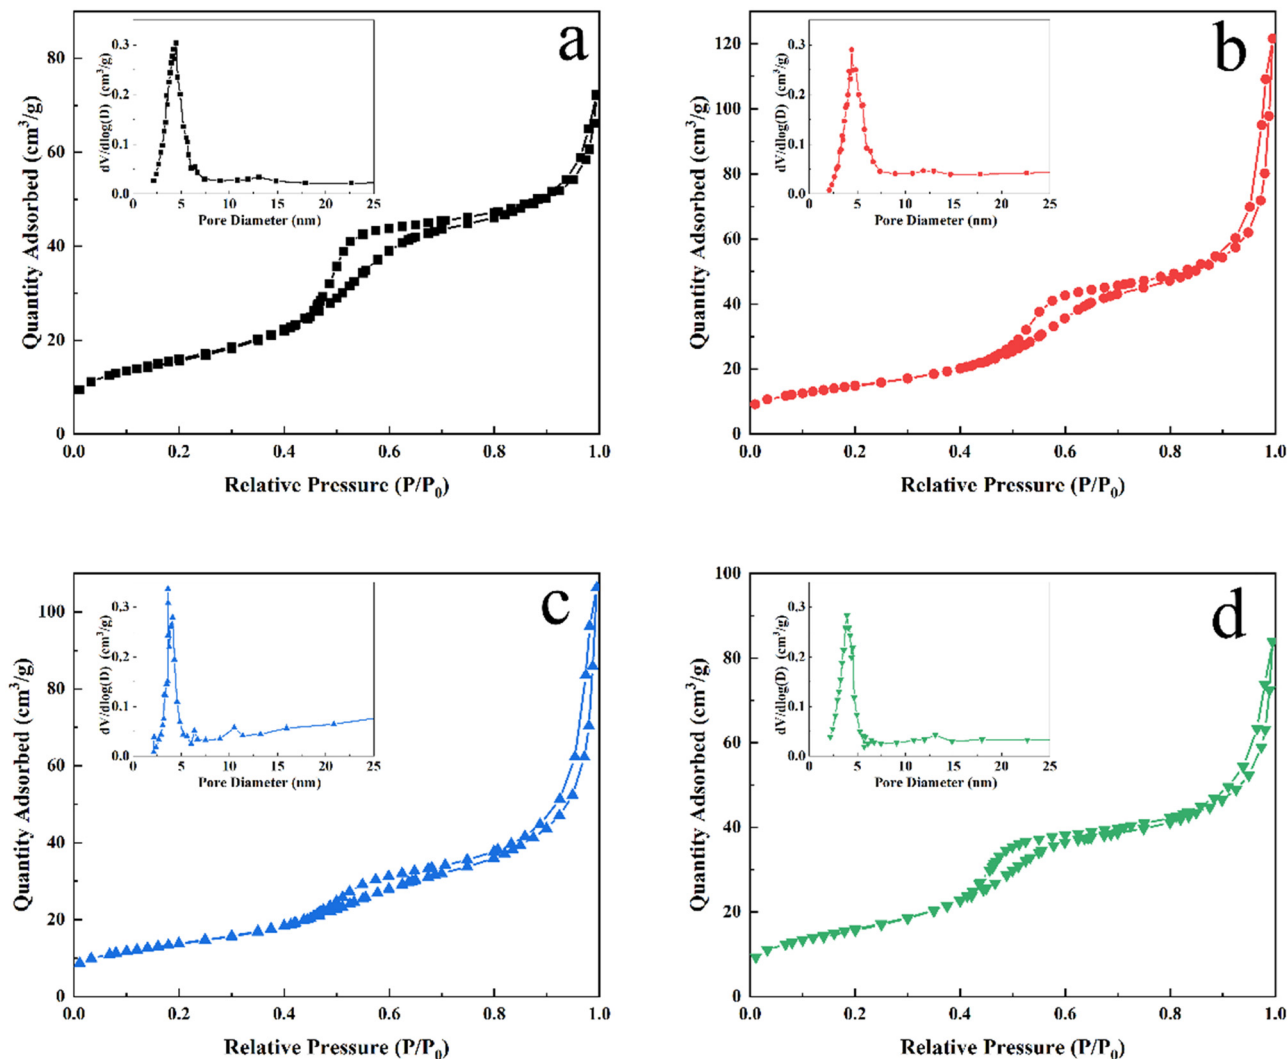 a
dV/dlog(D) (cm³/g)
0.3
0.2
0.1
0.0
0 5 10 15 20 25
Pore Diameter (nm)
Quantity Adsorbed (cm³/g)
80
60
40
20
0
0.0 0.2 0.4 0.6 0.8 1.0
Relative Pressure (P/P₀)
b
dV/dlog(D) (cm³/g)
0.3
0.2
0.1
0.0
0 5 10 15 20 25
Pore Diameter (nm)
Quantity Adsorbed (cm³/g)
120
100
80
60
40
20
0
0.0 0.2 0.4 0.6 0.8 1.0
Relative Pressure (P/P₀)
c
dV/dlog(D) (cm³/g)
0.3
0.2
0.1
0.0
0 5 10 15 20 25
Pore Diameter (nm)
Quantity Adsorbed (cm³/g)
100
80
60
40
20
0
0.0 0.2 0.4 0.6 0.8 1.0
Relative Pressure (P/P₀)
d
dV/dlog(D) (cm³/g)
0.3
0.2
0.1
0.0
0 5 10 15 20 25
Pore Diameter (nm)
Quantity Adsorbed (cm³/g)
100
80
60
40
20
0
0.0 0.2 0.4 0.6 0.8 1.0
Relative Pressure (P/P₀)